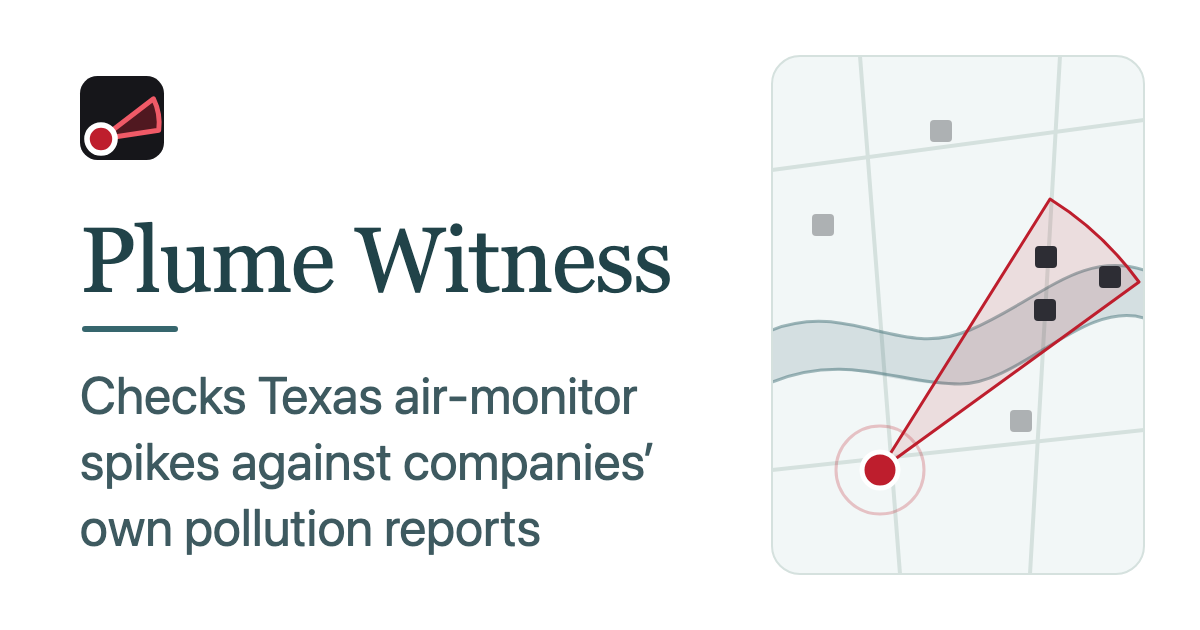 Plume Witness
Checks Texas air-monitor
spikes against companies’
own pollution reports